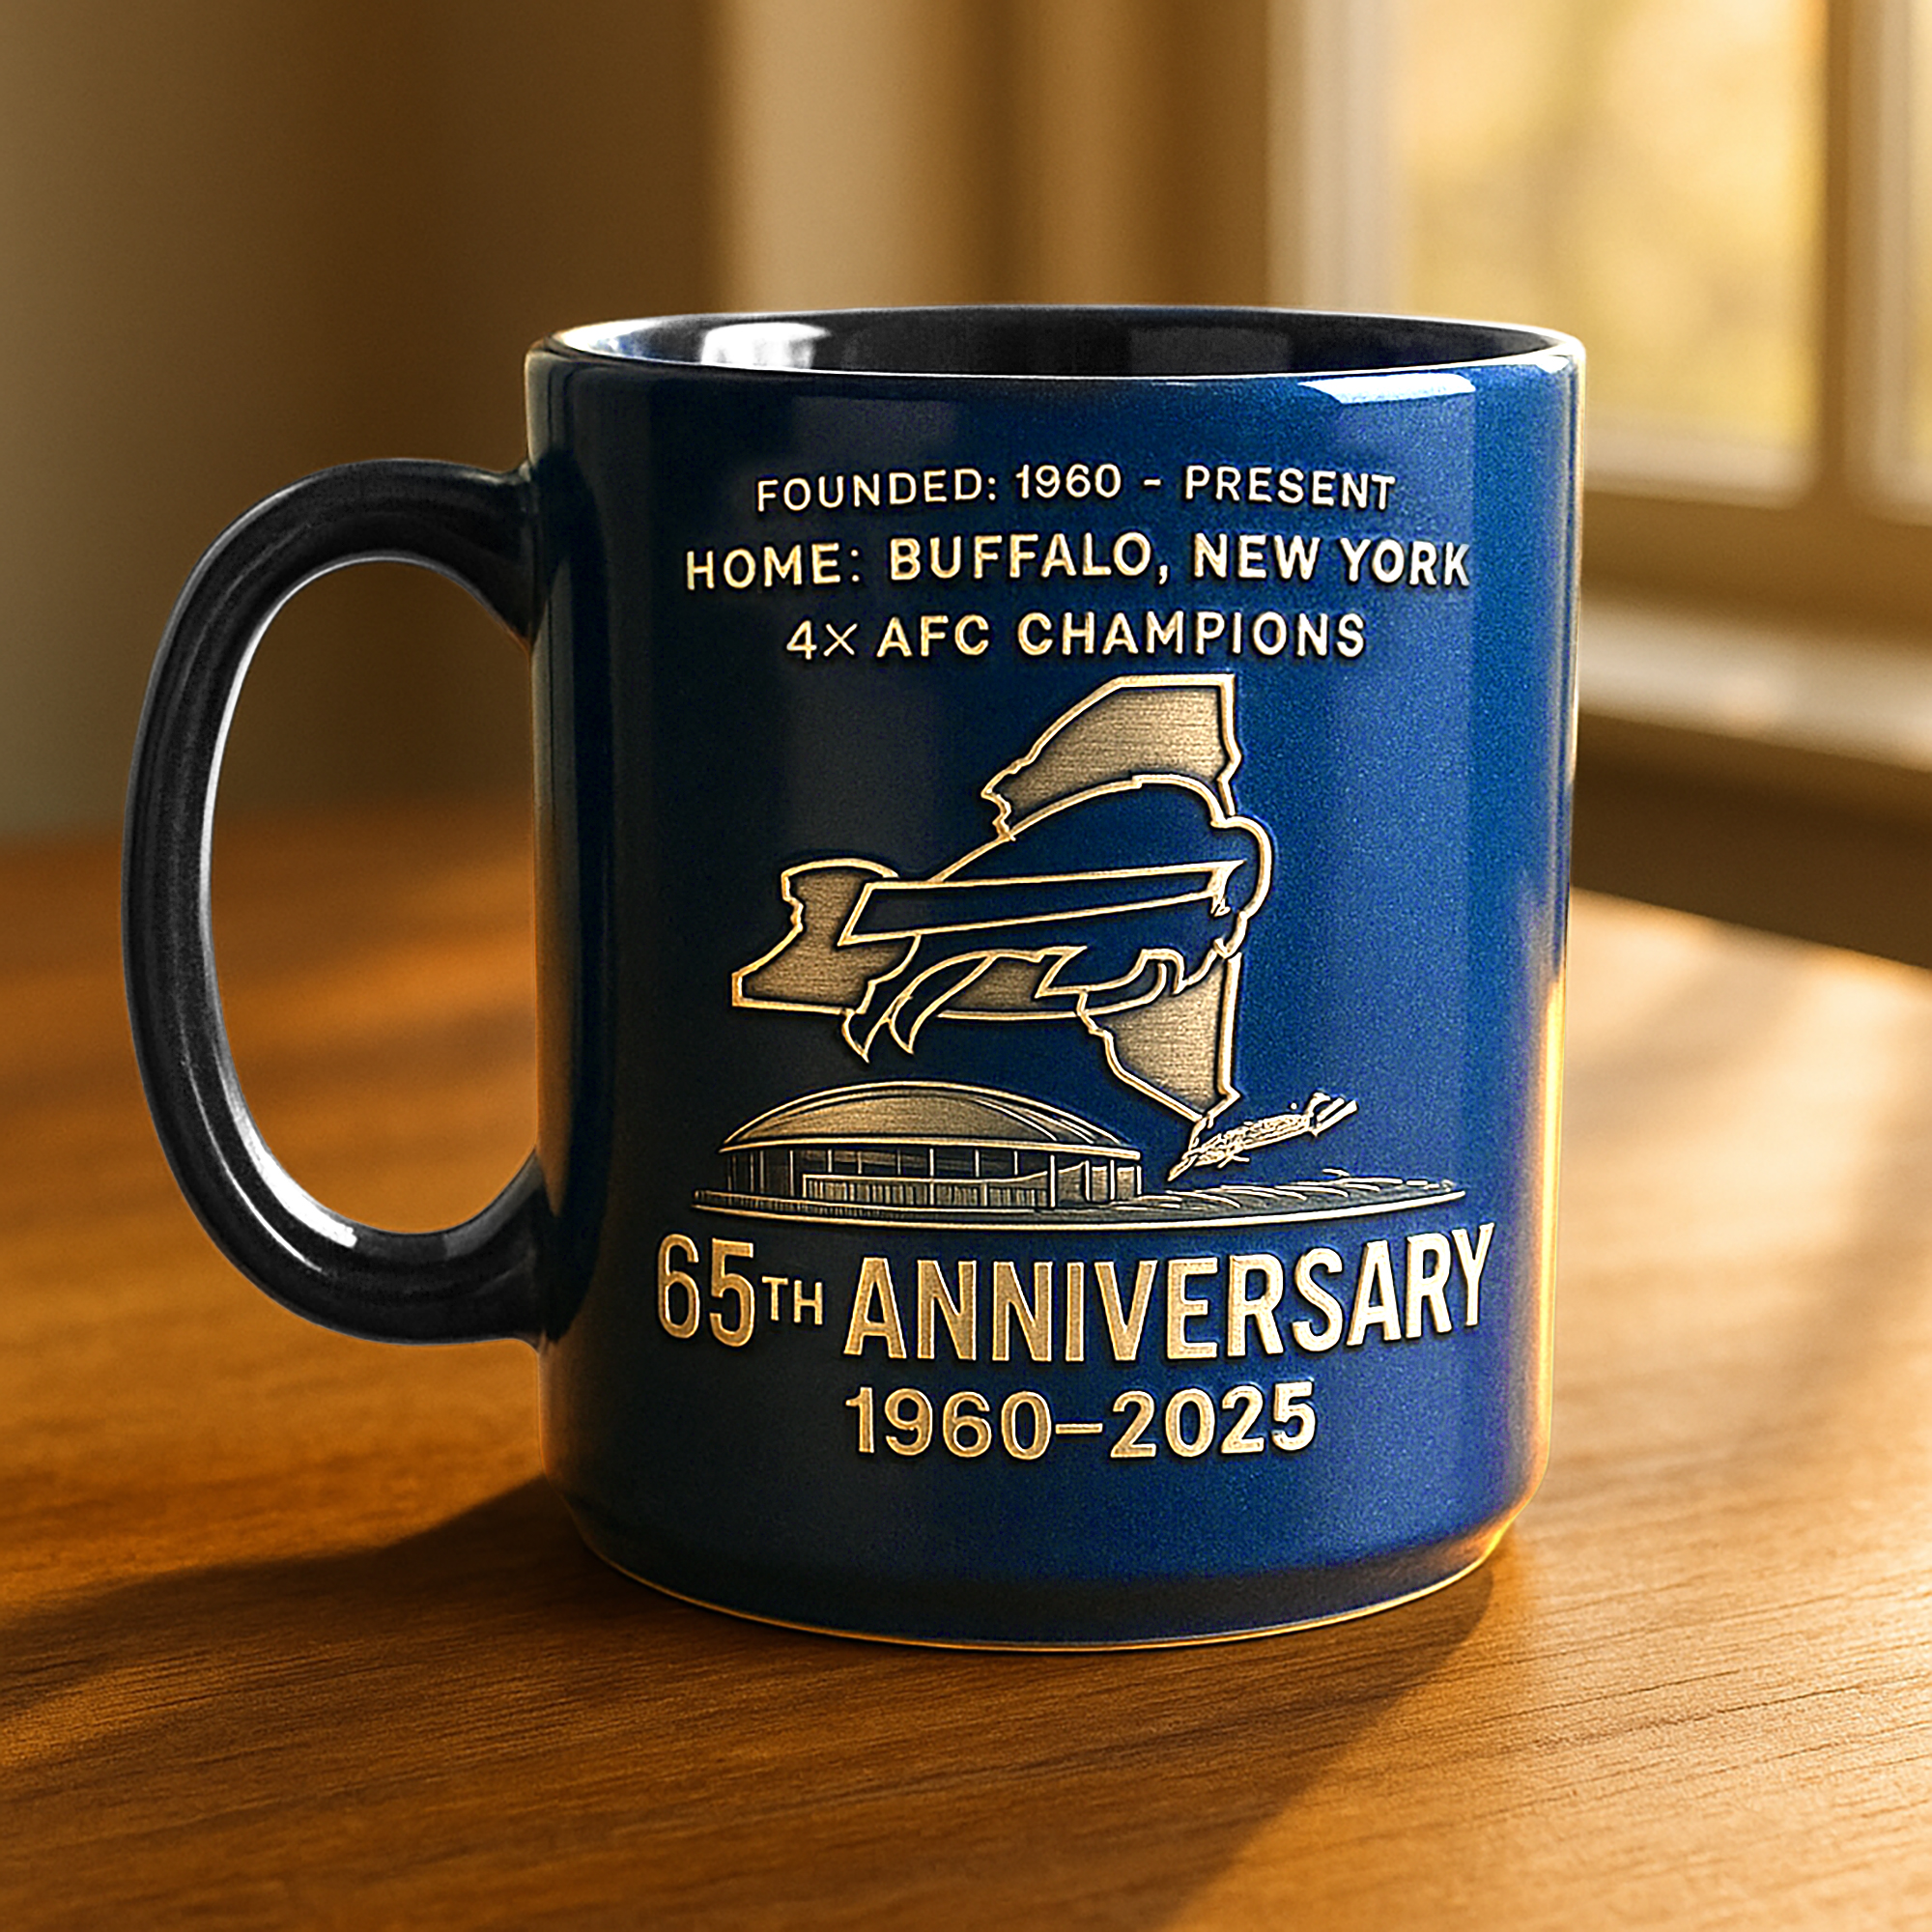 FOUNDED: 1960 - PRESENT
HOME: BUFFALO, NEW YORK
4× AFC CHAMPIONS
65TH ANNIVERSARY
1960–2025